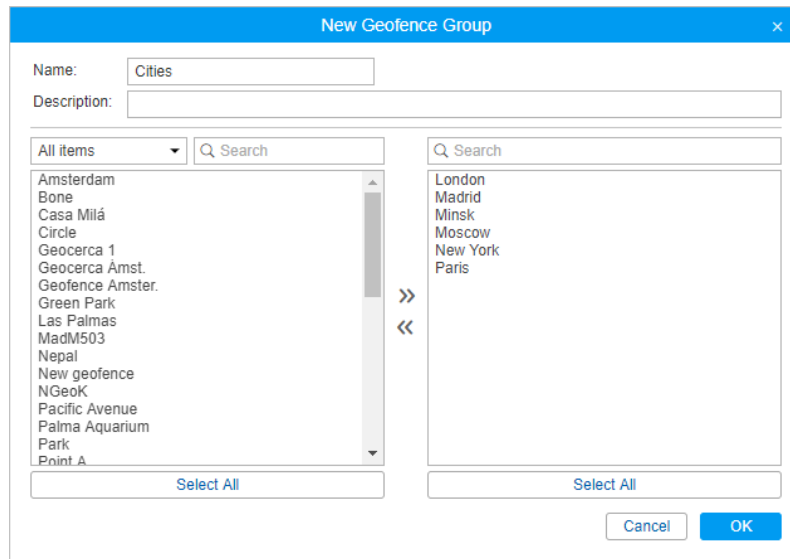 New Geofence Group
×
Name: Cities
Description:
All items Search
Amsterdam
Bone
Casa Milá
Circle
Geocerca 1
Geocerca Ámst.
Geofence Amster.
Green Park
Las Palmas
MadM503
Nepal
New geofence
NGeoK
Pacific Avenue
Palma Aquarium
Park
Point A
Select All
Search
London
Madrid
Minsk
Moscow
New York
Paris
Select All
Cancel OK